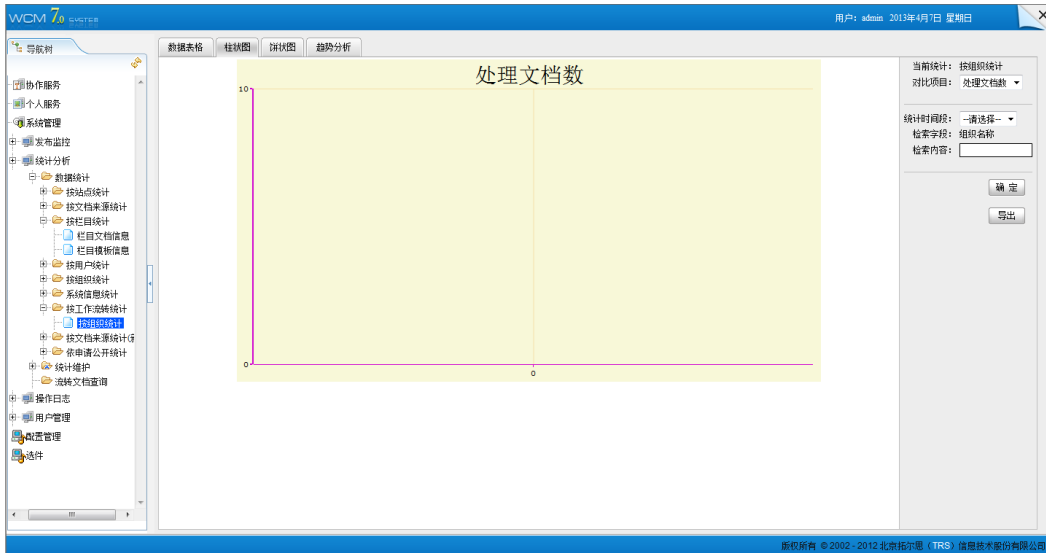 WCM 7.0 SYSTEM
用户: admin 2013年4月7日 星期日
导航树
数据表格 柱状图 饼状图 趋势分析
协作服务
个人服务
系统管理
发布监控
统计分析
数据统计
按站点统计
按文档来源统计
按栏目统计
栏目文档信息
栏目模板信息
按用户统计
按组织统计
系统信息统计
按工作流转统计
按组织统计
按文档来源统计(
依申请公开统计
统计维护
流转文档查询
操作日志
用户管理
配置管理
选件
处理文档数
10
0
0
当前统计: 按组织统计
对比项目: 处理文档数
统计时间段: --请选择--
检索字段: 组织名称
检索内容:
确 定
导出
版权所有 © 2002 - 2012 北京拓尔思（TRS）信息技术股份有限公司